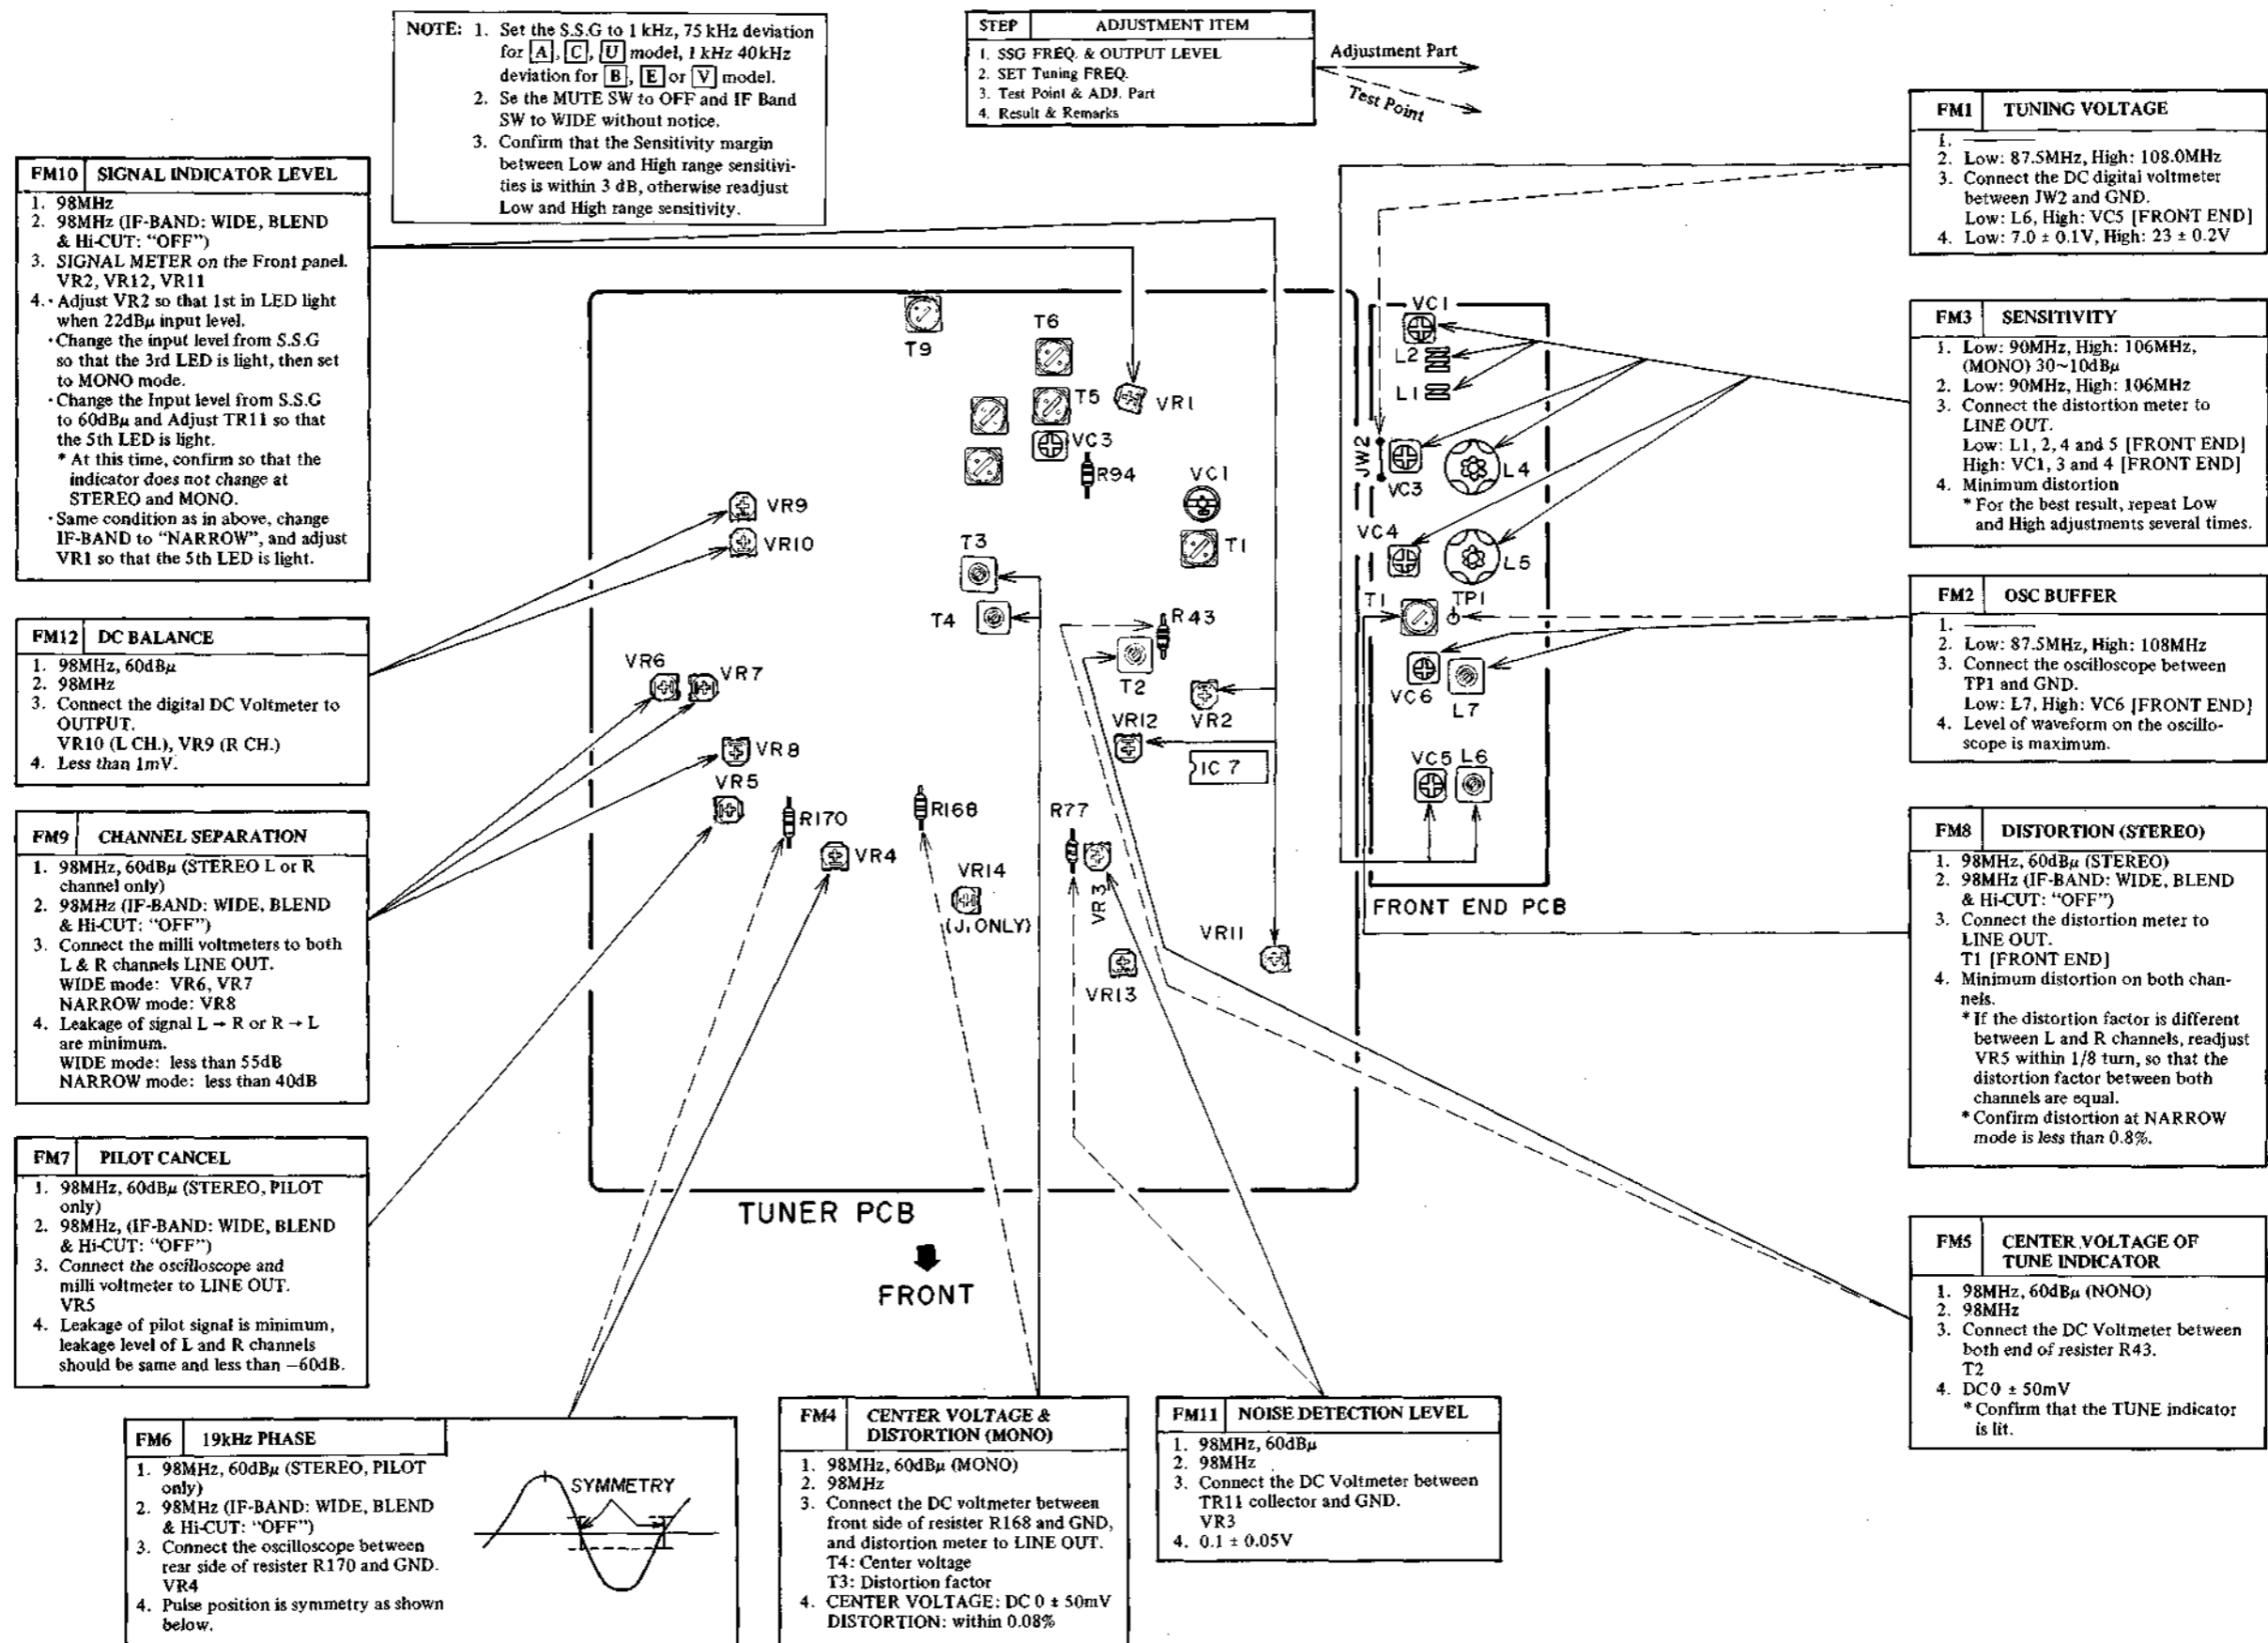 NOTE: 1. Set the S.S.G to 1 kHz, 75 kHz deviation
for A, C, U model, 1 kHz 40kHz
deviation for B, E or V model.
2. Se the MUTE SW to OFF and IF Band
SW to WIDE without notice.
3. Confirm that the Sensitivity margin
between Low and High range sensitivi-
ties is within 3 dB, otherwise readjust
Low and High range sensitivity.
STEP ADJUSTMENT ITEM
1. SSG FREQ. & OUTPUT LEVEL
2. SET Tuning FREQ.
3. Test Point & ADJ. Part
4. Result & Remarks
Adjustment Part
Test Point
FM10 SIGNAL INDICATOR LEVEL
1. 98MHz
2. 98MHz (IF-BAND: WIDE, BLEND
& Hi-CUT: “OFF”)
3. SIGNAL METER on the Front panel.
VR2, VR12, VR11
4. · Adjust VR2 so that 1st in LED light
when 22dBμ input level.
· Change the input level from S.S.G
so that the 3rd LED is light, then set
to MONO mode.
· Change the Input level from S.S.G
to 60dBμ and Adjust TR11 so that
the 5th LED is light.
* At this time, confirm so that the
indicator does not change at
STEREO and MONO.
· Same condition as in above, change
IF-BAND to “NARROW”, and adjust
VR1 so that the 5th LED is light.
FM12 DC BALANCE
1. 98MHz, 60dBμ
2. 98MHz
3. Connect the digital DC Voltmeter to
OUTPUT.
VR10 (L CH.), VR9 (R CH.)
4. Less than 1mV.
FM9 CHANNEL SEPARATION
1. 98MHz, 60dBμ (STEREO L or R
channel only)
2. 98MHz (IF-BAND: WIDE, BLEND
& Hi-CUT: “OFF”)
3. Connect the milli voltmeters to both
L & R channels LINE OUT.
WIDE mode: VR6, VR7
NARROW mode: VR8
4. Leakage of signal L → R or R → L
are minimum.
WIDE mode: less than 55dB
NARROW mode: less than 40dB
FM7 PILOT CANCEL
1. 98MHz, 60dBμ (STEREO, PILOT
only)
2. 98MHz, (IF-BAND: WIDE, BLEND
& Hi-CUT: “OFF”)
3. Connect the oscilloscope and
milli voltmeter to LINE OUT.
VR5
4. Leakage of pilot signal is minimum,
leakage level of L and R channels
should be same and less than −60dB.
FM6 19kHz PHASE
1. 98MHz, 60dBμ (STEREO, PILOT
only)
2. 98MHz (IF-BAND: WIDE, BLEND
& Hi-CUT: “OFF”)
3. Connect the oscilloscope between
rear side of resister R170 and GND.
VR4
4. Pulse position is symmetry as shown
below.
SYMMETRY
T9
T6
T5
VR1
VC3
R94
VC1
T1
VR9
VR10
T3
T4
R43
T2
VR6
VR7
VR2
VR12
VR8
IC 7
VR5
R170
R168
R77
VR4
VR14
(J. ONLY)
VR3
VR11
VR13
TUNER PCB
FRONT
VC1
L2
L1
JW2
VC3
L4
VC4
L5
T1
TP1
VC6
L7
VC5
L6
FRONT END PCB
FM4 CENTER VOLTAGE &
DISTORTION (MONO)
1. 98MHz, 60dBμ (MONO)
2. 98MHz
3. Connect the DC voltmeter between
front side of resister R168 and GND,
and distortion meter to LINE OUT.
T4: Center voltage
T3: Distortion factor
4. CENTER VOLTAGE: DC 0 ± 50mV
DISTORTION: within 0.08%
FM11 NOISE DETECTION LEVEL
1. 98MHz, 60dBμ
2. 98MHz
3. Connect the DC Voltmeter between
TR11 collector and GND.
VR3
4. 0.1 ± 0.05V
FM1 TUNING VOLTAGE
1. ———
2. Low: 87.5MHz, High: 108.0MHz
3. Connect the DC digital voltmeter
between JW2 and GND.
Low: L6, High: VC5 [FRONT END]
4. Low: 7.0 ± 0.1V, High: 23 ± 0.2V
FM3 SENSITIVITY
1. Low: 90MHz, High: 106MHz,
(MONO) 30~10dBμ
2. Low: 90MHz, High: 106MHz
3. Connect the distortion meter to
LINE OUT.
Low: L1, 2, 4 and 5 [FRONT END]
High: VC1, 3 and 4 [FRONT END]
4. Minimum distortion
* For the best result, repeat Low
and High adjustments several times.
FM2 OSC BUFFER
1. ———
2. Low: 87.5MHz, High: 108MHz
3. Connect the oscilloscope between
TP1 and GND.
Low: L7, High: VC6 [FRONT END]
4. Level of waveform on the oscillo-
scope is maximum.
FM8 DISTORTION (STEREO)
1. 98MHz, 60dBμ (STEREO)
2. 98MHz (IF-BAND: WIDE, BLEND
& Hi-CUT: “OFF”)
3. Connect the distortion meter to
LINE OUT.
T1 [FRONT END]
4. Minimum distortion on both chan-
nels.
* If the distortion factor is different
between L and R channels, readjust
VR5 within 1/8 turn, so that the
distortion factor between both
channels are equal.
* Confirm distortion at NARROW
mode is less than 0.8%.
FM5 CENTER VOLTAGE OF
TUNE INDICATOR
1. 98MHz, 60dBμ (NONO)
2. 98MHz
3. Connect the DC Voltmeter between
both end of resister R43.
T2
4. DC 0 ± 50mV
* Confirm that the TUNE indicator
is lit.